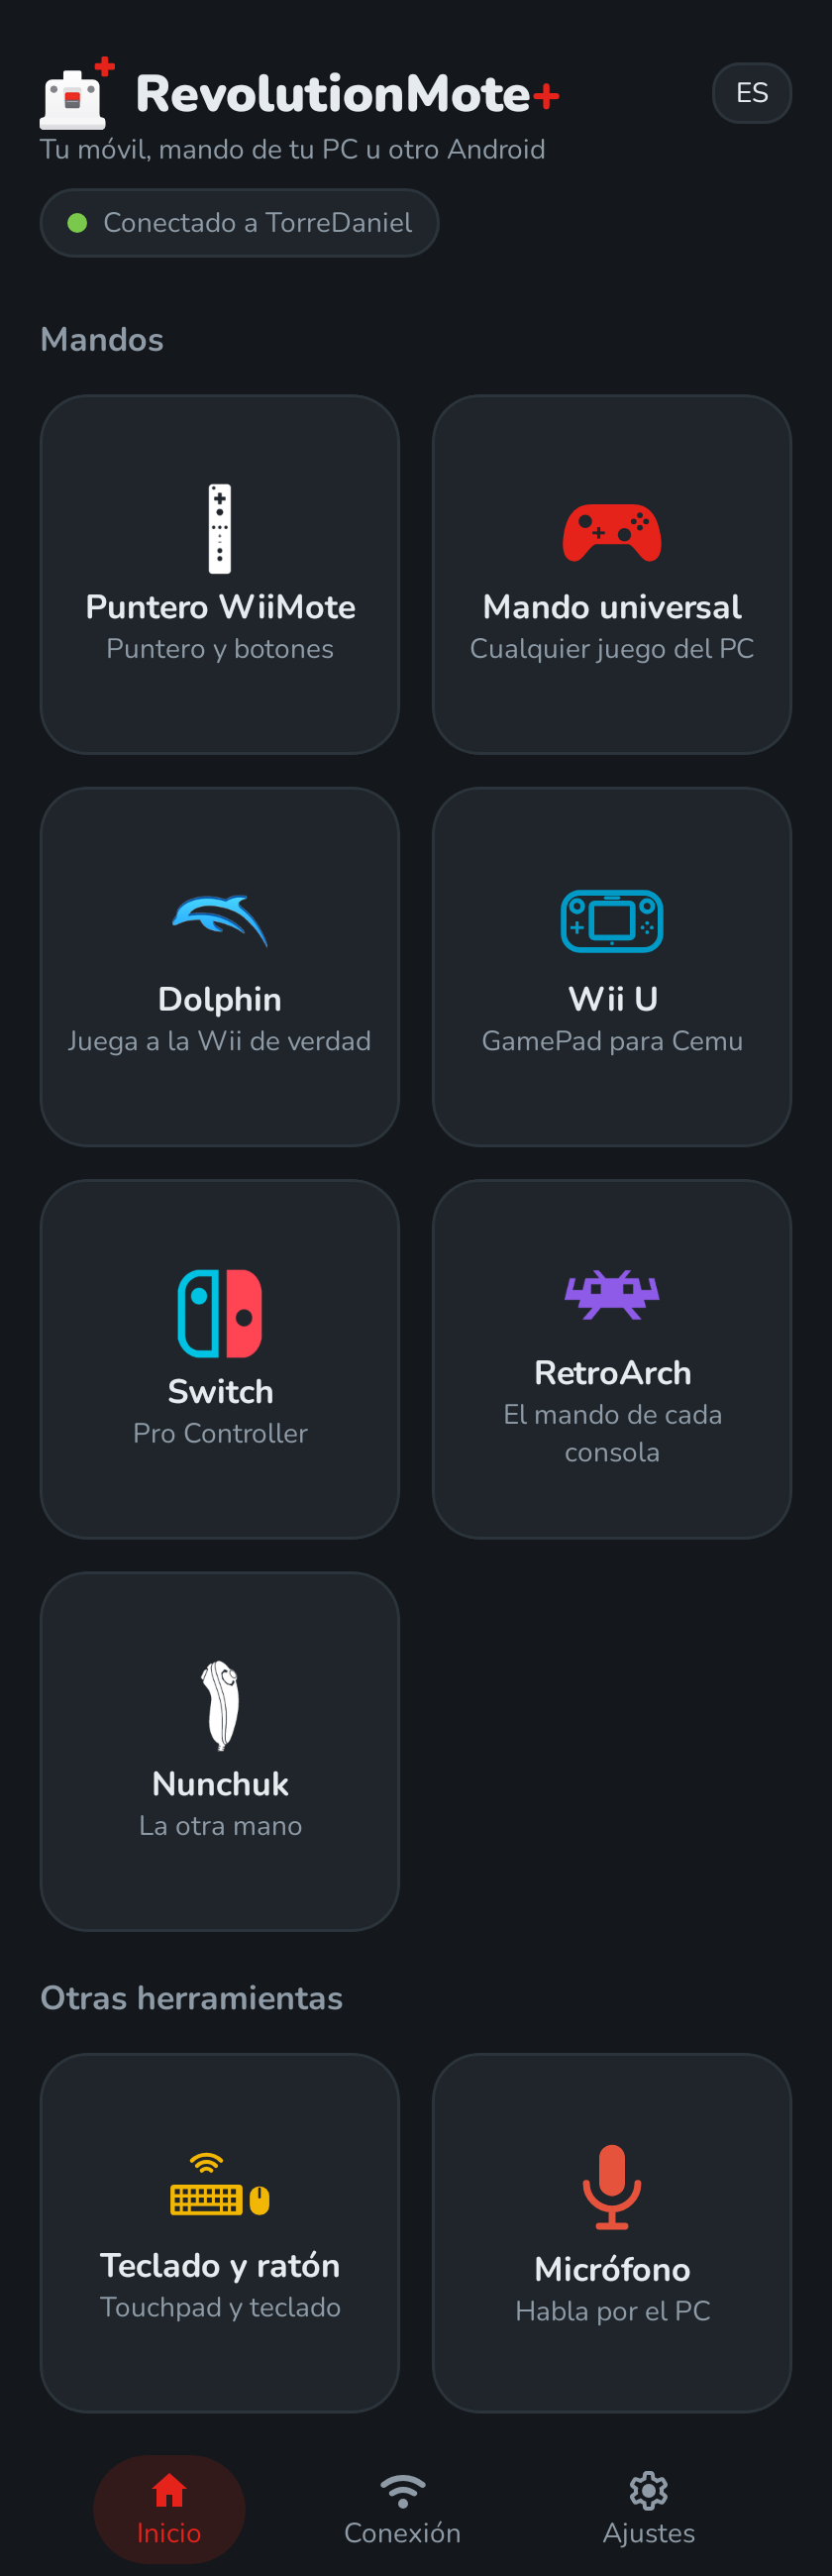 RevolutionMote+
ES
Tu móvil, mando de tu PC u otro Android
Conectado a TorreDaniel
Mandos
Puntero WiiMote
Puntero y botones
Mando universal
Cualquier juego del PC
Dolphin
Juega a la Wii de verdad
Wii U
GamePad para Cemu
Switch
Pro Controller
RetroArch
El mando de cada
consola
Nunchuk
La otra mano
Otras herramientas
Teclado y ratón
Touchpad y teclado
Micrófono
Habla por el PC
Inicio
Conexión
Ajustes